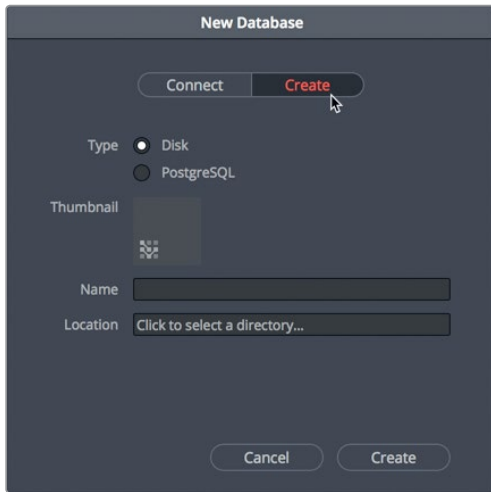 New Database
Connect Create
Type Disk
PostgreSQL
Thumbnail
Name
Location Click to select a directory...
Cancel Create